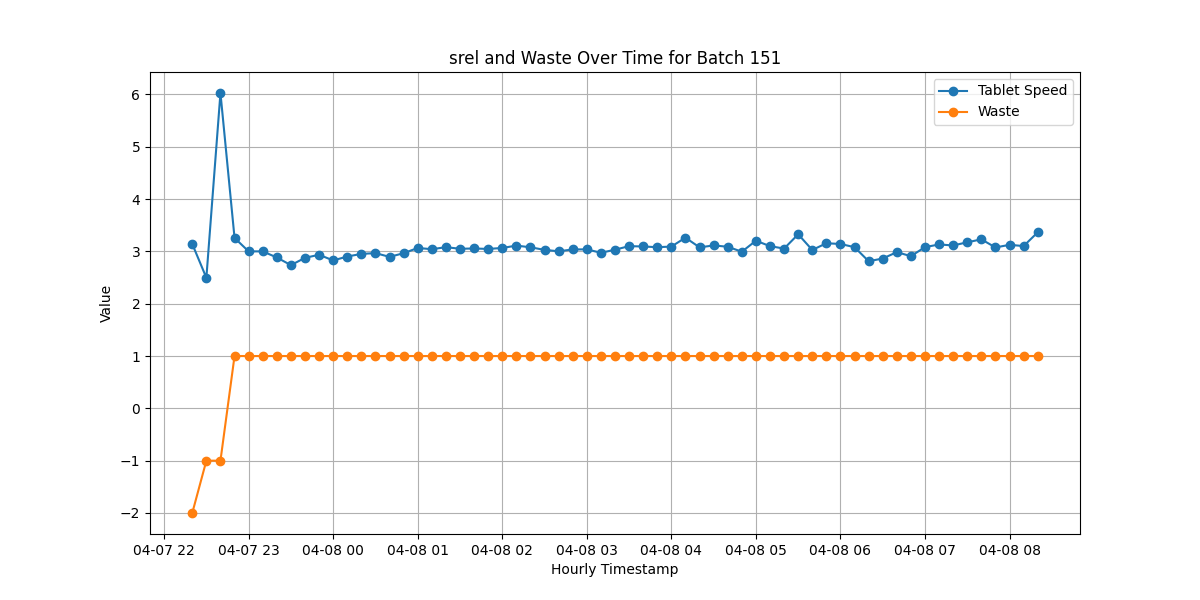 srel and Waste Over Time for Batch 151
Tablet Speed
Waste
6
5
4
3
2
1
0
−1
−2
Value
04-07 22 04-07 23 04-08 00 04-08 01 04-08 02 04-08 03 04-08 04 04-08 05 04-08 06 04-08 07 04-08 08
Hourly Timestamp